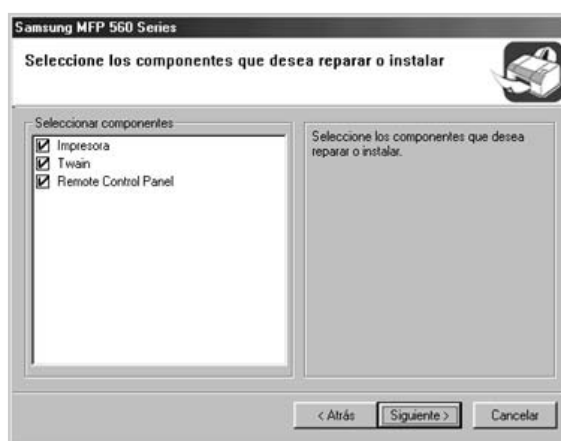 Samsung MFP 560 Series
Seleccione los componentes que desea reparar o instalar
Seleccionar componentes
Impresora
Twain
Remote Control Panel
Seleccione los componentes que desea
reparar o instalar.
< Atrás
Siguiente >
Cancelar